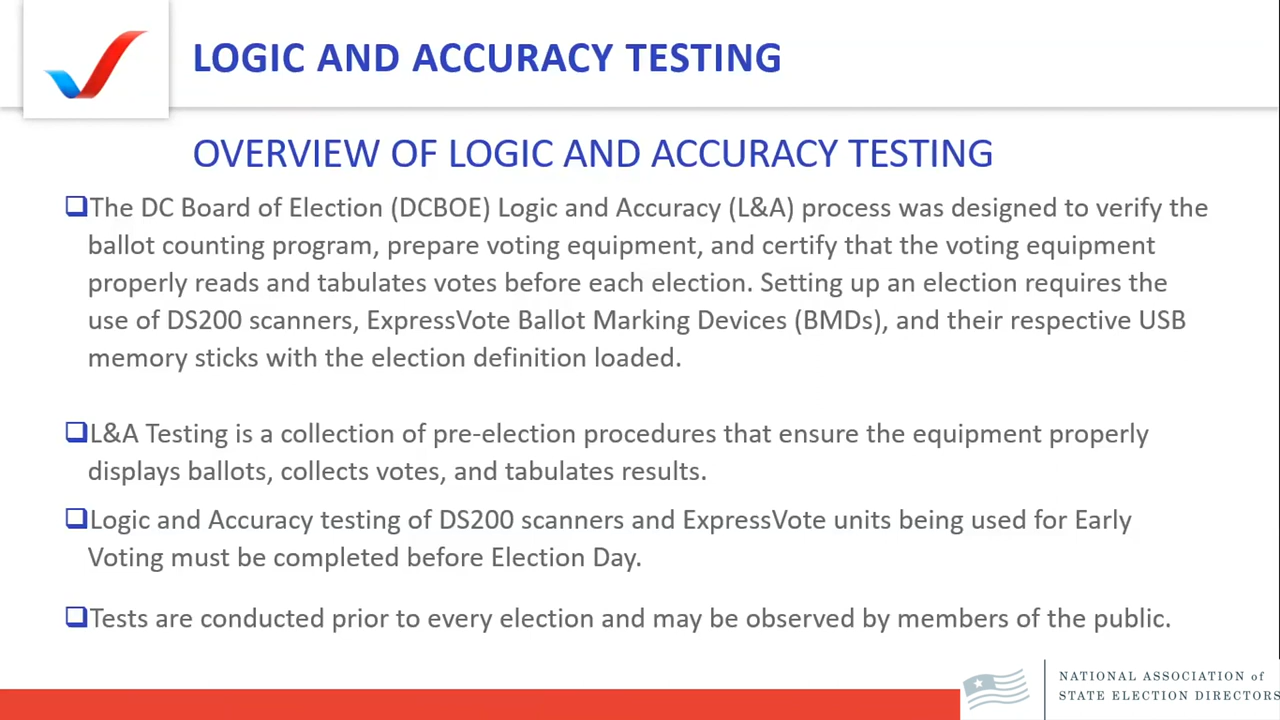 LOGIC AND ACCURACY TESTING
OVERVIEW OF LOGIC AND ACCURACY TESTING
The DC Board of Election (DCBOE) Logic and Accuracy (L&A) process was designed to verify the
ballot counting program, prepare voting equipment, and certify that the voting equipment
properly reads and tabulates votes before each election. Setting up an election requires the
use of DS200 scanners, ExpressVote Ballot Marking Devices (BMDs), and their respective USB
memory sticks with the election definition loaded.
L&A Testing is a collection of pre-election procedures that ensure the equipment properly
displays ballots, collects votes, and tabulates results.
Logic and Accuracy testing of DS200 scanners and ExpressVote units being used for Early
Voting must be completed before Election Day.
Tests are conducted prior to every election and may be observed by members of the public.
NATIONAL ASSOCIATION of
STATE ELECTION DIRECTORS